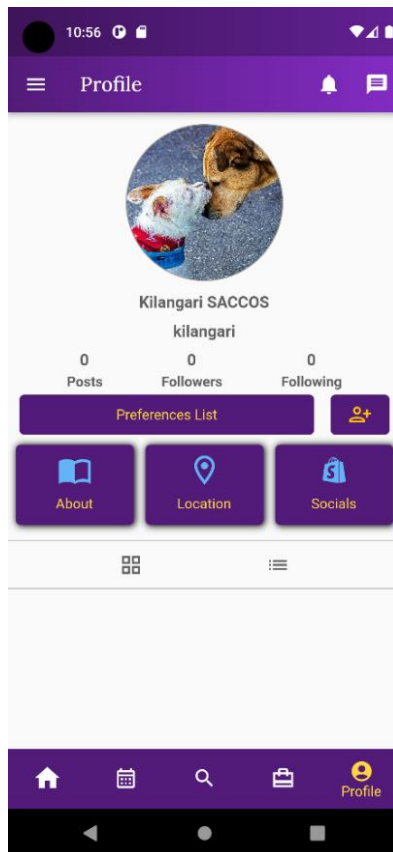 10:56
Profile
Kilangari SACCOS
kilangari
0 0 0
Posts Followers Following
Preferences List
About Location Socials
Profile